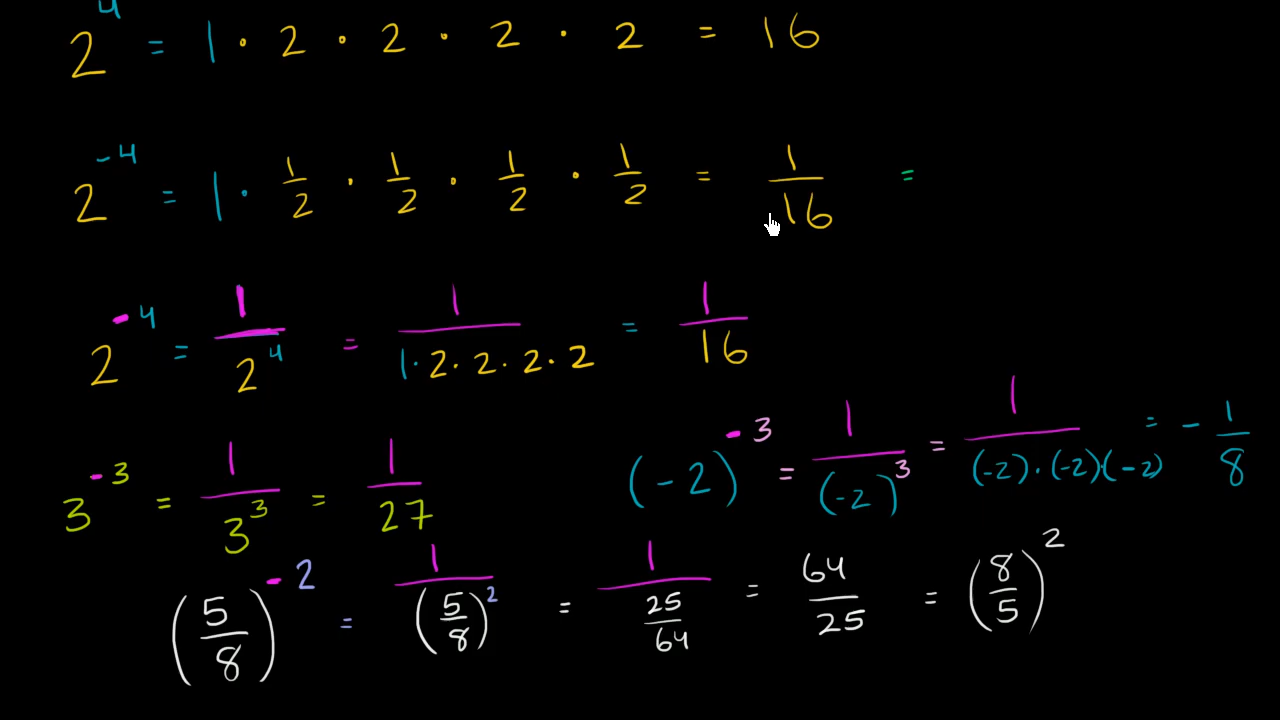 2^4 = 1 · 2 · 2 · 2 · 2 = 16
2^-4 = 1 · 1/2 · 1/2 · 1/2 · 1/2 = 1/16 =
2^-4 = 1/2^4 = 1/(1·2·2·2·2) = 1/16
3^-3 = 1/3^3 = 1/27
(-2)^-3 = 1/(-2)^3 = 1/((-2)·(-2)·(-2)) = -1/8
(5/8)^-2 = 1/(5/8)^2 = 1/(25/64) = 64/25 = (8/5)^2